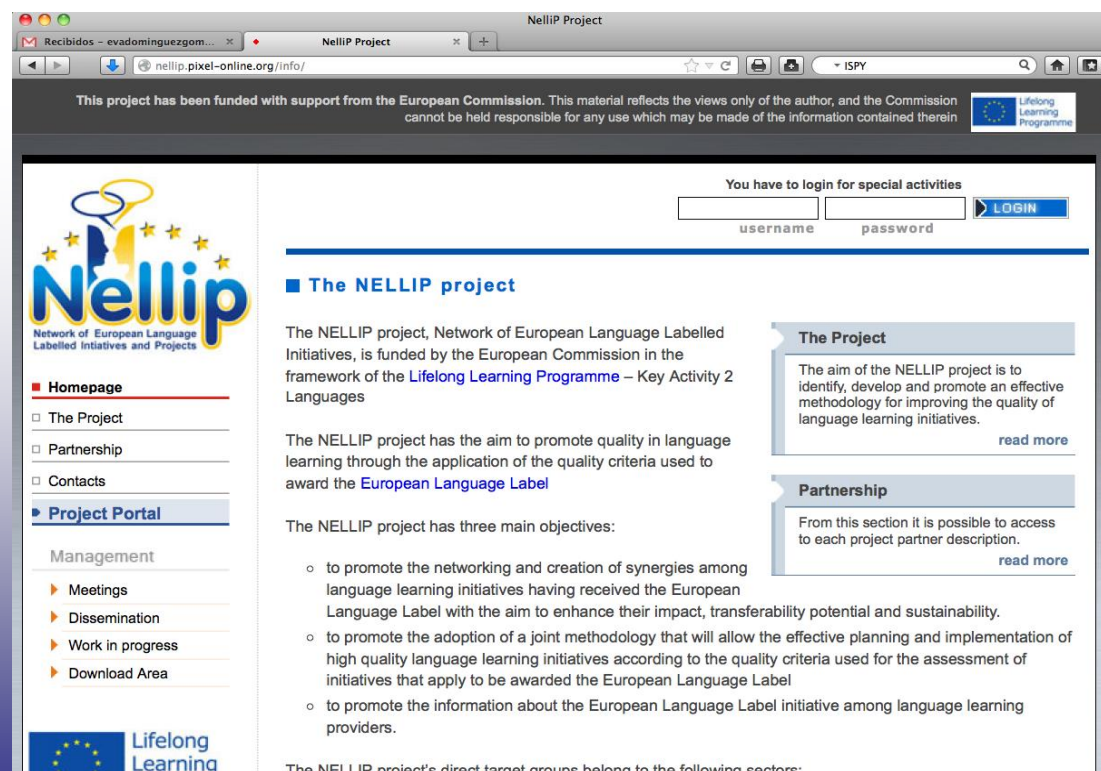 NelliP Project
Recibidos – evadominguezgom...
NelliP Project
nellip.pixel-online.org/info/
ISPY
This project has been funded with support from the European Commission. This material reflects the views only of the author, and the Commission
cannot be held responsible for any use which may be made of the information contained therein
Lifelong
Learning
Programme
Nellip
Network of European Language
Labelled Intiatives and Projects
You have to login for special activities
LOGIN
username password
Homepage
The Project
Partnership
Contacts
Project Portal
Management
Meetings
Dissemination
Work in progress
Download Area
Lifelong
Learning
The NELLIP project
The NELLIP project, Network of European Language Labelled
Initiatives, is funded by the European Commission in the
framework of the Lifelong Learning Programme – Key Activity 2
Languages
The NELLIP project has the aim to promote quality in language
learning through the application of the quality criteria used to
award the European Language Label
The NELLIP project has three main objectives:
to promote the networking and creation of synergies among
language learning initiatives having received the European
Language Label with the aim to enhance their impact, transferability potential and sustainability.
to promote the adoption of a joint methodology that will allow the effective planning and implementation of
high quality language learning initiatives according to the quality criteria used for the assessment of
initiatives that apply to be awarded the European Language Label
to promote the information about the European Language Label initiative among language learning
providers.
The NELLIP project's direct target groups belong to the following sectors:
The Project
The aim of the NELLIP project is to
identify, develop and promote an effective
methodology for improving the quality of
language learning initiatives.
read more
Partnership
From this section it is possible to access
to each project partner description.
read more